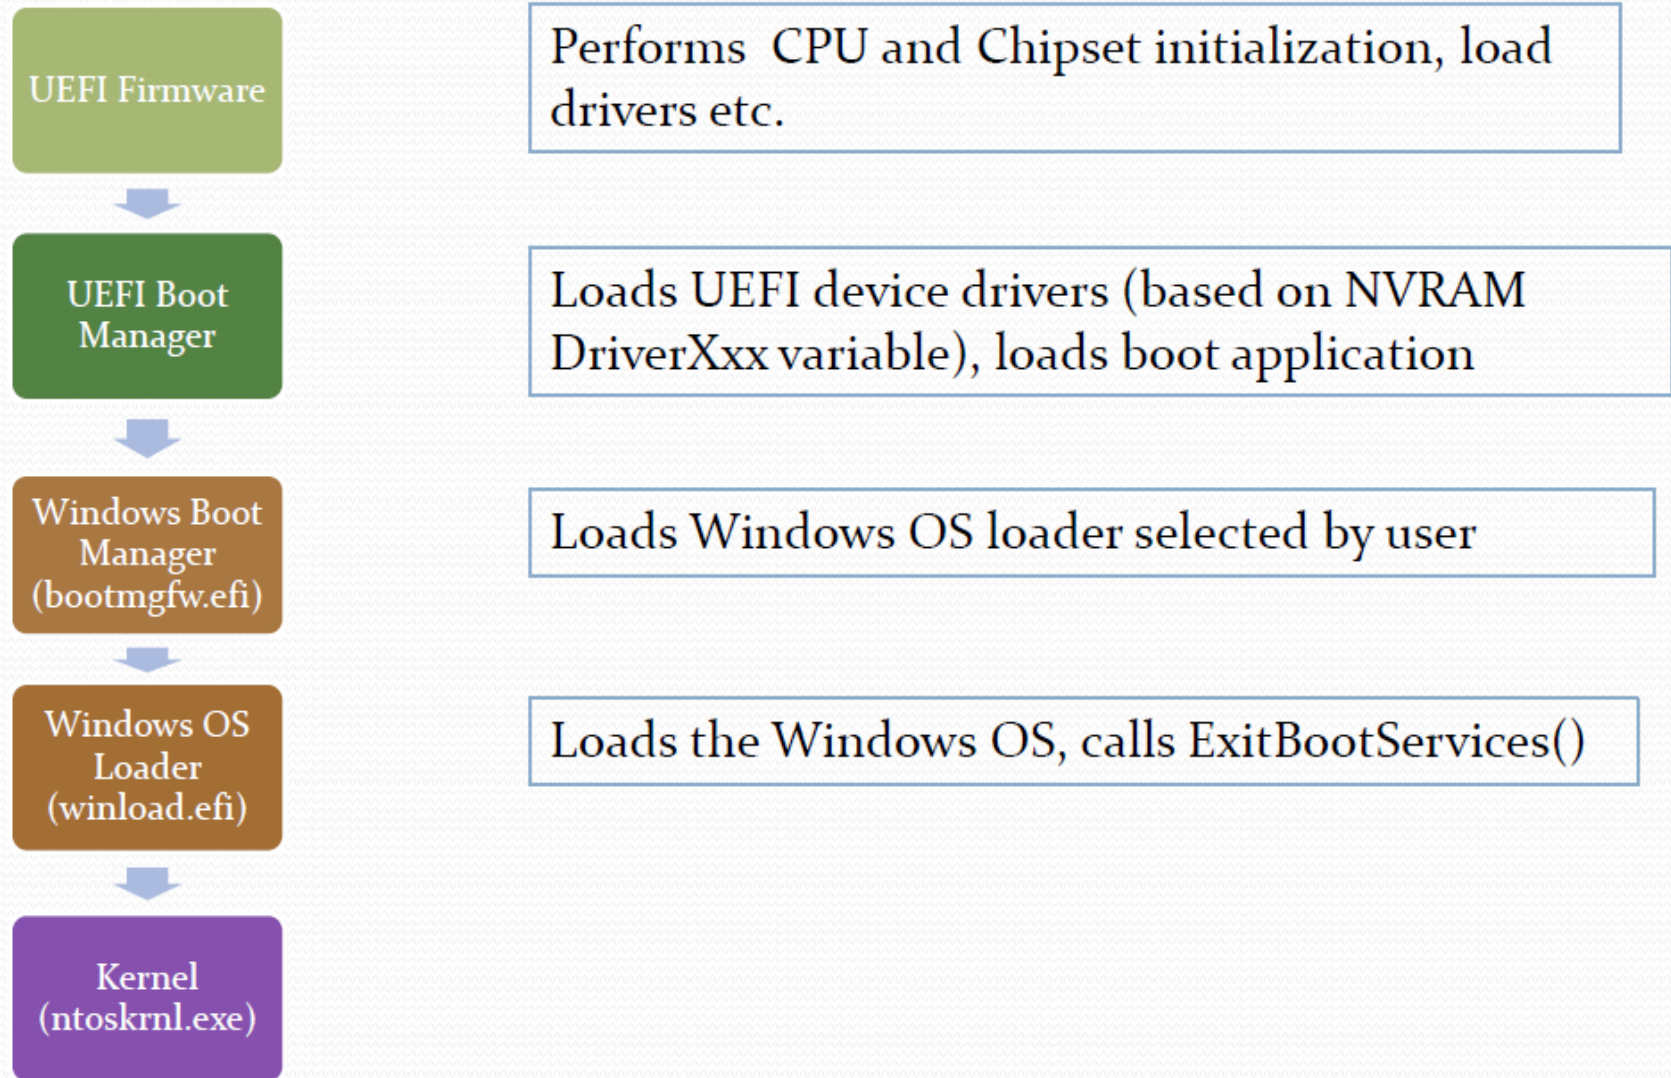 UEFI Firmware
Performs CPU and Chipset initialization, load
drivers etc.
UEFI Boot
Manager
Loads UEFI device drivers (based on NVRAM
DriverXxx variable), loads boot application
Windows Boot
Manager
(bootmgfw.efi)
Loads Windows OS loader selected by user
Windows OS
Loader
(winload.efi)
Loads the Windows OS, calls ExitBootServices()
Kernel
(ntoskrnl.exe)